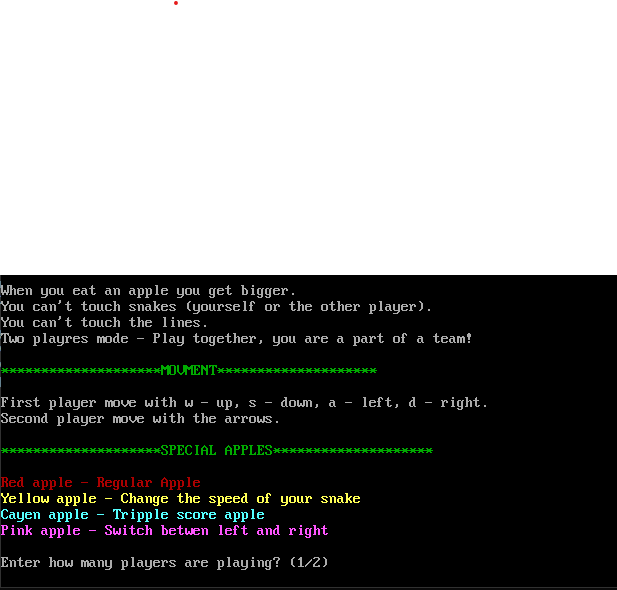 When you eat an apple you get bigger.
You can't touch snakes (yourself or the other player).
You can't touch the lines.
Two playres mode - Play together, you are a part of a team!
********************MOVMENT********************
First player move with w - up, s - down, a - left, d - right.
Second player move with the arrows.
********************SPECIAL APPLES********************
Red apple - Regular Apple
Yellow apple - Change the speed of your snake
Cayen apple - Tripple score apple
Pink apple - Switch betwen left and right
Enter how many players are playing? (1/2)